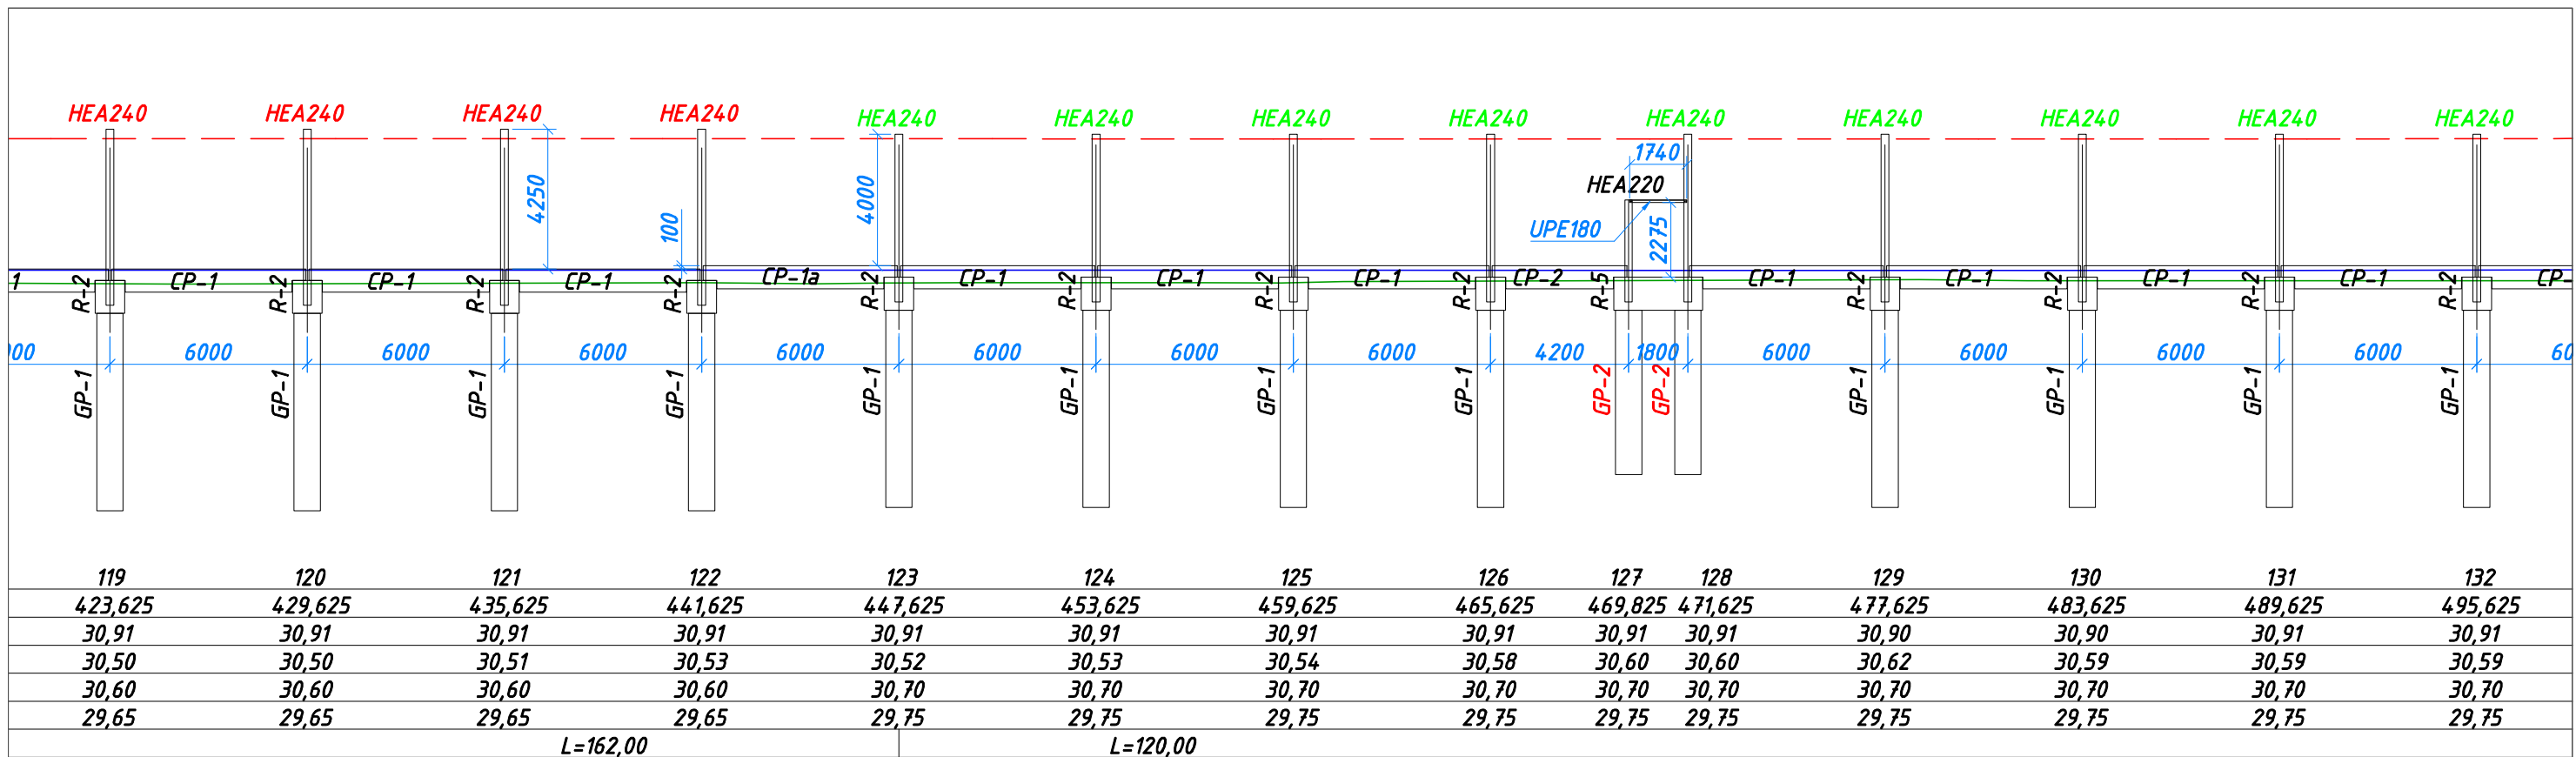 HEA240 HEA240 HEA240 HEA240 HEA240 HEA240 HEA240 HEA240 HEA240 HEA240 HEA240 HEA240 HEA240
1740
HEA220
4250 4000
UPE180 2275
100
1 R-2 CP-1 R-2 CP-1 R-2 CP-1 R-2 CP-1a R-2 CP-1 R-2 CP-1 R-2 CP-1 R-2 CP-2 R-5 CP-1 R-2 CP-1 R-2 CP-1 R-2 CP-1 R-2 CP-
00 6000 6000 6000 6000 6000 6000 6000 4200 1800 6000 6000 6000 6000 60
GP-1 GP-1 GP-1 GP-1 GP-1 GP-1 GP-1 GP-1 GP-2 GP-2 GP-1 GP-1 GP-1 GP-1
119 120 121 122 123 124 125 126 127 128 129 130 131 132
423,625 429,625 435,625 441,625 447,625 453,625 459,625 465,625 469,825 471,625 477,625 483,625 489,625 495,625
30,91 30,91 30,91 30,91 30,91 30,91 30,91 30,91 30,91 30,91 30,90 30,90 30,91 30,91
30,50 30,50 30,51 30,53 30,52 30,53 30,54 30,58 30,60 30,60 30,62 30,59 30,59 30,59
30,60 30,60 30,60 30,60 30,70 30,70 30,70 30,70 30,70 30,70 30,70 30,70 30,70 30,70
29,65 29,65 29,65 29,65 29,75 29,75 29,75 29,75 29,75 29,75 29,75 29,75 29,75 29,75
L=162,00 L=120,00